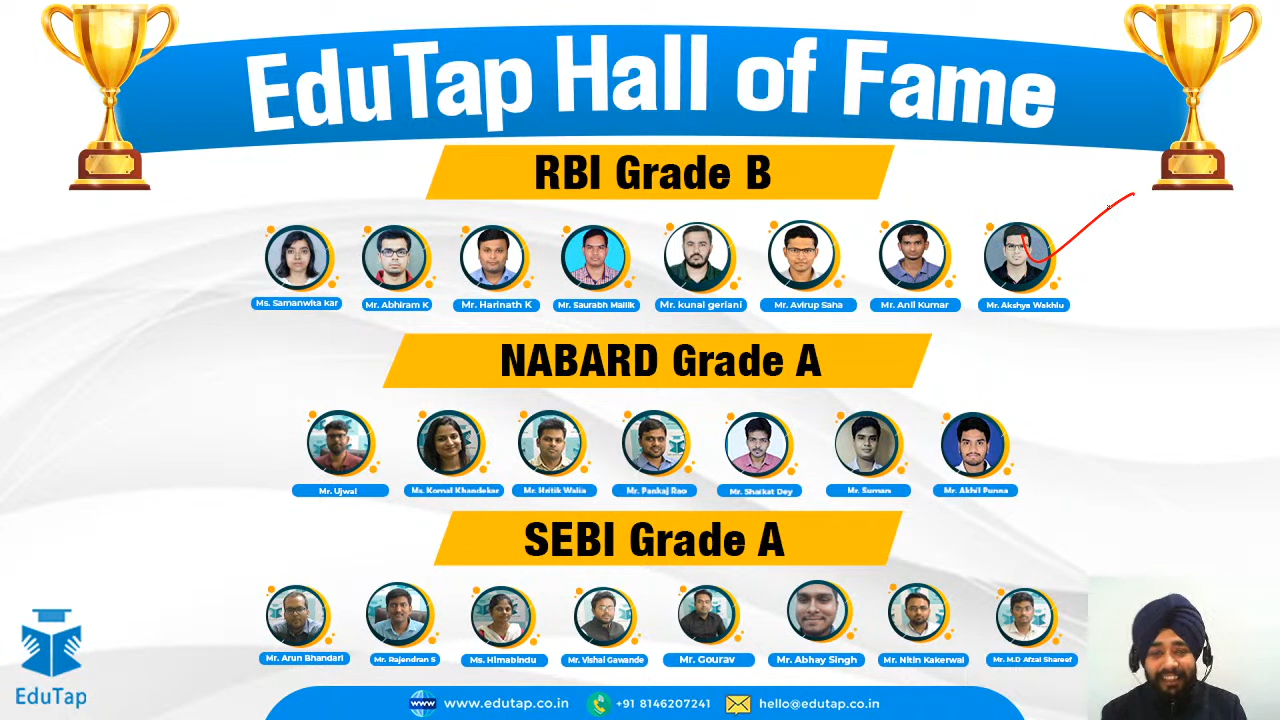 EduTap Hall of Fame
RBI Grade B
Ms. Samanwita kar
Mr. Abhiram K
Mr. Harinath K
Mr. Saurabh Mallik
Mr. kunal geriani
Mr. Avirup Saha
Mr. Anil Kumar
Mr. Akshya Wakhlu
NABARD Grade A
Mr. Ujwal
Ms. Komal Khandekar
Mr. Hritik Walia
Mr. Pankaj Rao
Mr. Shaikat Dey
Mr. Suman
Mr. Akhil Punna
SEBI Grade A
Mr. Arun Bhandari
Mr. Rajendran S
Ms. Himabindu
Mr. Vishal Gawande
Mr. Gourav
Mr. Abhay Singh
Mr. Nitin Kakerwal
Mr. M.D Afzal Shareef
EduTap
www www.edutap.co.in
+91 8146207241
hello@edutap.co.in